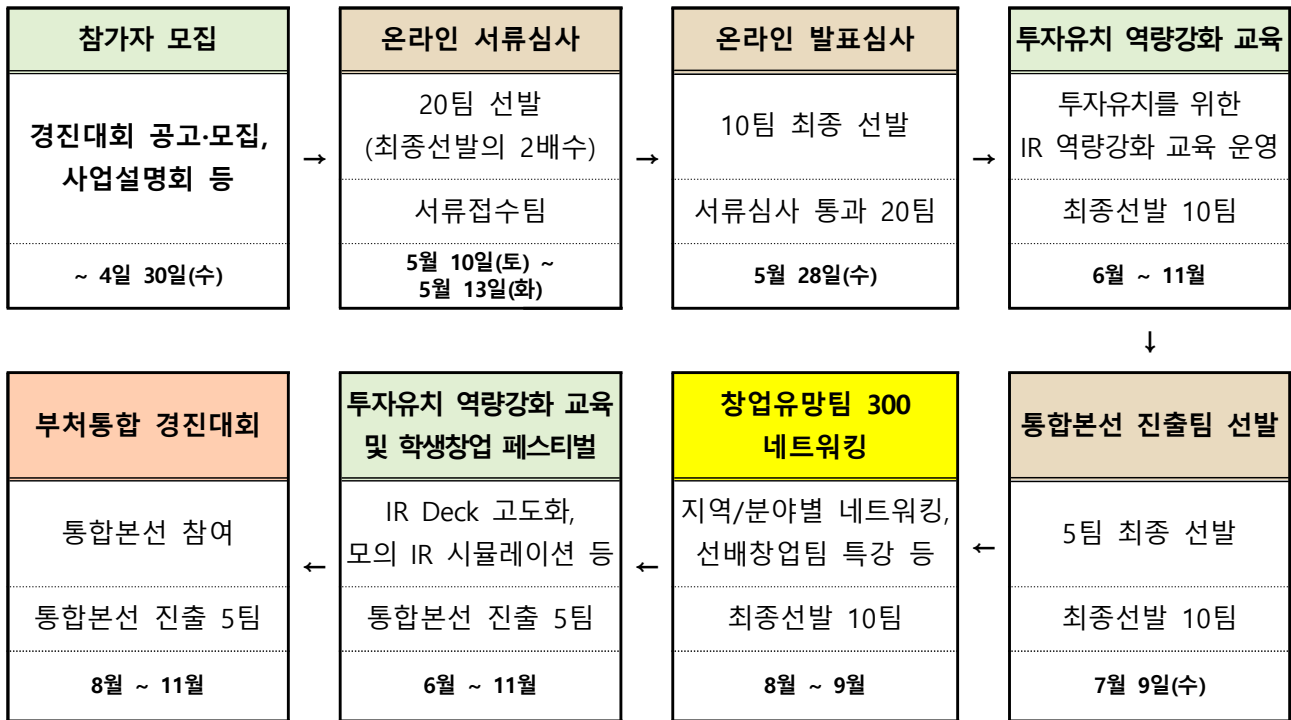 참가자 모집
경진대회 공고·모집,
사업설명회 등
~ 4일 30일(수)
→
온라인 서류심사
20팀 선발
(최종선발의 2배수)
서류접수팀
5월 10일(토) ~
5월 13일(화)
→
온라인 발표심사
10팀 최종 선발
서류심사 통과 20팀
5월 28일(수)
→
투자유치 역량강화 교육
투자유치를 위한
IR 역량강화 교육 운영
최종선발 10팀
6월 ~ 11월
↓
통합본선 진출팀 선발
5팀 최종 선발
최종선발 10팀
7월 9일(수)
←
창업유망팀 300
네트워킹
지역/분야별 네트워킹,
선배창업팀 특강 등
최종선발 10팀
8월 ~ 9월
←
투자유치 역량강화 교육
및 학생창업 페스티벌
IR Deck 고도화,
모의 IR 시뮬레이션 등
통합본선 진출 5팀
6월 ~ 11월
←
부처통합 경진대회
통합본선 참여
통합본선 진출 5팀
8월 ~ 11월